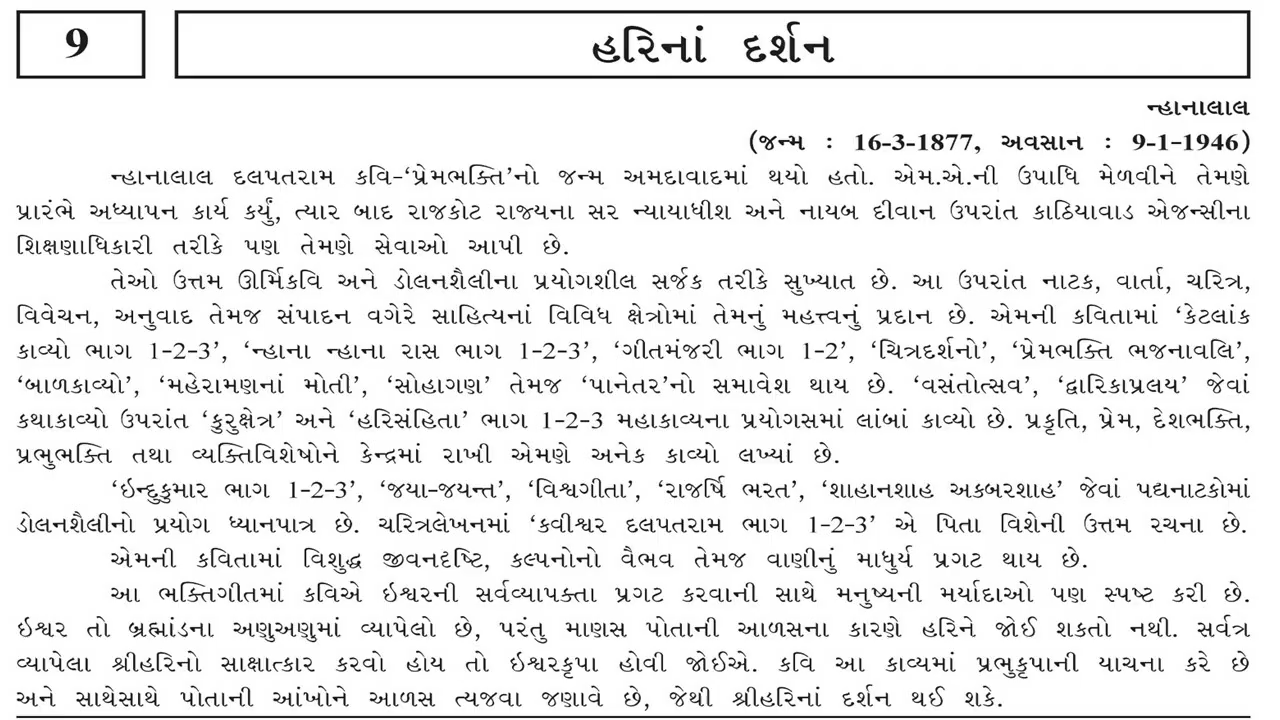 9
હરિનાં દર્શન
ન્હાનાલાલ
(જન્મ : 16-3-1877, અવસાન : 9-1-1946)
ન્હાનાલાલ દલપતરામ કવિ-‘પ્રેમભક્તિ’નો જન્મ અમદાવાદમાં થયો હતો. એમ.એ.ની ઉપાધિ મેળવીને તેમણે
પ્રારંભે અધ્યાપન કાર્ય કર્યું, ત્યાર બાદ રાજકોટ રાજ્યના સર ન્યાયાધીશ અને નાયબ દીવાન ઉપરાંત કાઠિયાવાડ એજન્સીના
શિક્ષણાધિકારી તરીકે પણ તેમણે સેવાઓ આપી છે.
તેઓ ઉત્તમ ઊર્મિકવિ અને ડોલનશૈલીના પ્રયોગશીલ સર્જક તરીકે સુખ્યાત છે. આ ઉપરાંત નાટક, વાર્તા, ચરિત્ર,
વિવેચન, અનુવાદ તેમજ સંપાદન વગેરે સાહિત્યનાં વિવિધ ક્ષેત્રોમાં તેમનું મહત્ત્વનું પ્રદાન છે. એમની કવિતામાં ‘કેટલાંક
કાવ્યો ભાગ 1-2-3’, ‘ન્હાના ન્હાના રાસ ભાગ 1-2-3’, ‘ગીતમંજરી ભાગ 1-2’, ‘ચિત્રદર્શનો’, ‘પ્રેમભક્તિ ભજનાવલિ’,
‘બાળકાવ્યો’, ‘મહેરામણનાં મોતી’, ‘સોહાગણ’ તેમજ ‘પાનેતર’નો સમાવેશ થાય છે. ‘વસંતોત્સવ’, ‘દ્વારિકાપ્રલય’ જેવાં
કથાકાવ્યો ઉપરાંત ‘કુરુક્ષેત્ર’ અને ‘હરિસંહિતા’ ભાગ 1-2-3 મહાકાવ્યના પ્રયોગસમાં લાંબાં કાવ્યો છે. પ્રકૃતિ, પ્રેમ, દેશભક્તિ,
પ્રભુભક્તિ તથા વ્યક્તિવિશેષોને કેન્દ્રમાં રાખી એમણે અનેક કાવ્યો લખ્યાં છે.
‘ઇન્દુકુમાર ભાગ 1-2-3’, ‘જયા-જયન્ત’, ‘વિશ્વગીતા’, ‘રાજર્ષિ ભરત’, ‘શાહાનશાહ અકબરશાહ’ જેવાં પદ્યનાટકોમાં
ડોલનશૈલીનો પ્રયોગ ધ્યાનપાત્ર છે. ચરિત્રલેખનમાં ‘કવીશ્વર દલપતરામ ભાગ 1-2-3’ એ પિતા વિશેની ઉત્તમ રચના છે.
એમની કવિતામાં વિશુદ્ધ જીવનદૃષ્ટિ, કલ્પનોનો વૈભવ તેમજ વાણીનું માધુર્ય પ્રગટ થાય છે.
આ ભક્તિગીતમાં કવિએ ઇશ્વરની સર્વવ્યાપક્તા પ્રગટ કરવાની સાથે મનુષ્યની મર્યાદાઓ પણ સ્પષ્ટ કરી છે.
ઇશ્વર તો બ્રહ્માંડના અણુઅણુમાં વ્યાપેલો છે, પરંતુ માણસ પોતાની આળસના કારણે હરિને જોઈ શકતો નથી. સર્વત્ર
વ્યાપેલા શ્રીહરિનો સાક્ષાત્કાર કરવો હોય તો ઇશ્વરકૃપા હોવી જોઈએ. કવિ આ કાવ્યમાં પ્રભુકૃપાની યાચના કરે છે
અને સાથેસાથે પોતાની આંખોને આળસ ત્યજવા જણાવે છે, જેથી શ્રીહરિનાં દર્શન થઈ શકે.